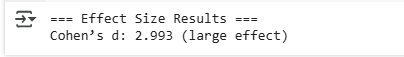 === Effect Size Results ===
Cohen’s d: 2.993 (large effect)